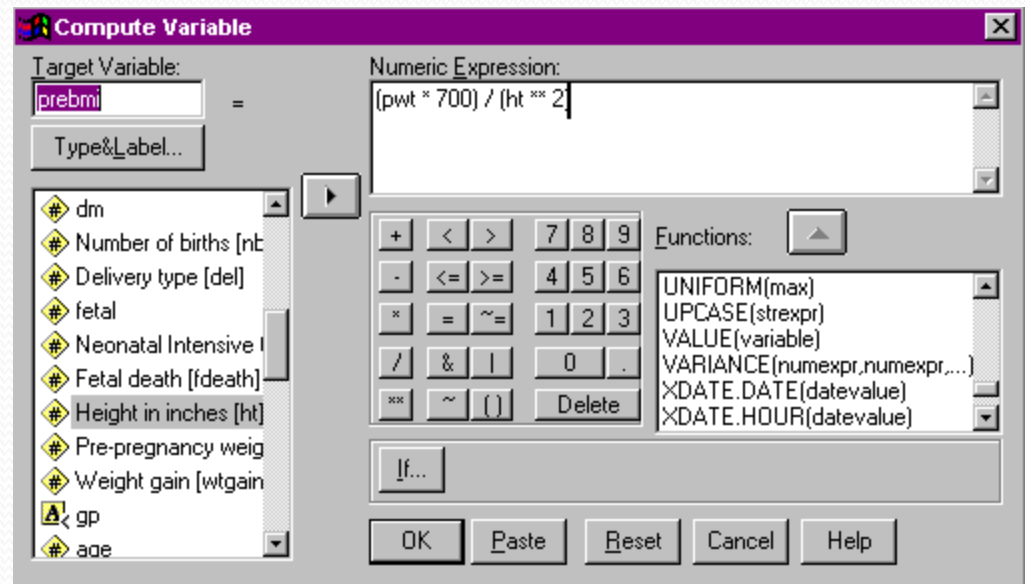 Compute Variable
Target Variable:
prebmi
=
Type&Label...
Numeric Expression:
(pwt * 700) / (ht ** 2)
dm
Number of births [nb
Delivery type [del]
fetal
Neonatal Intensive
Fetal death [fdeath]
Height in inches [ht]
Pre-pregnancy weig
Weight gain [wtgain
gp
age
+ < > 7 8 9
- <= >= 4 5 6
* = ~= 1 2 3
/ & | 0 .
** ~ () Delete
Functions:
UNIFORM(max)
UPCASE(strexpr)
VALUE(variable)
VARIANCE(numexpr,numexpr,...)
XDATE.DATE(datevalue)
XDATE.HOUR(datevalue)
If...
OK Paste Reset Cancel Help